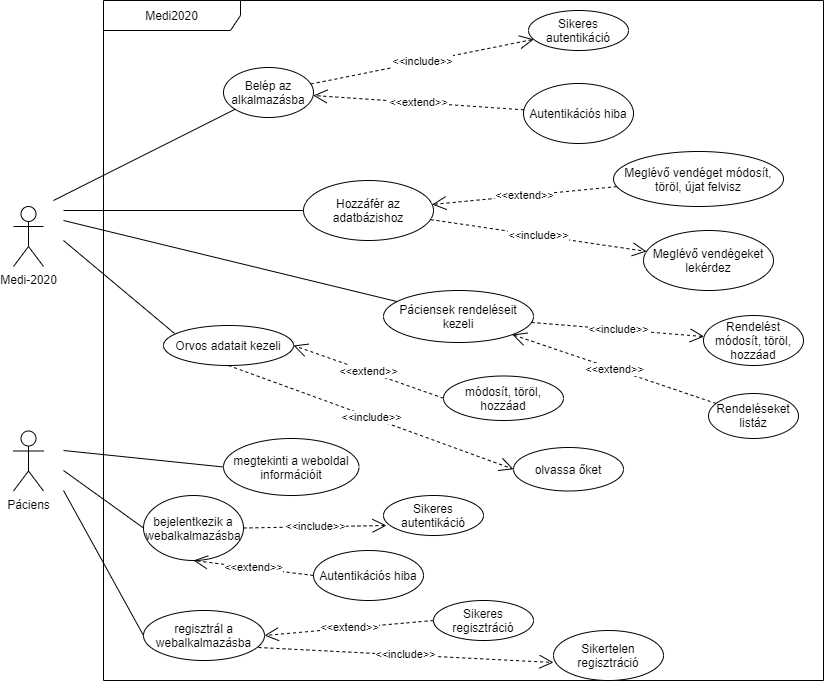 Medi2020
Sikeres
autentikáció
<<include>>
Belép az
alkalmazásba
<<extend>>
Autentikációs hiba
Meglévő vendéget módosít,
töröl, újat felvisz
<<extend>>
Hozzáfér az
adatbázishoz
<<include>>
Meglévő vendégeket
lekérdez
Medi-2020
Páciensek rendeléseit
kezeli
<<include>>
Rendelést
módosít, töröl,
hozzáad
Orvos adatait kezeli
<<extend>>
<<extend>>
módosít, töröl,
hozzáad
Rendeléseket
listáz
<<include>>
megtekinti a weboldal
információit
olvassa őket
Páciens
bejelentkezik a
webalkalmazásba
<<include>>
Sikeres
autentikáció
<<extend>>
Autentikációs hiba
regisztrál a
webalkalmazásba
<<extend>>
Sikeres
regisztráció
<<include>>
Sikertelen
regisztráció